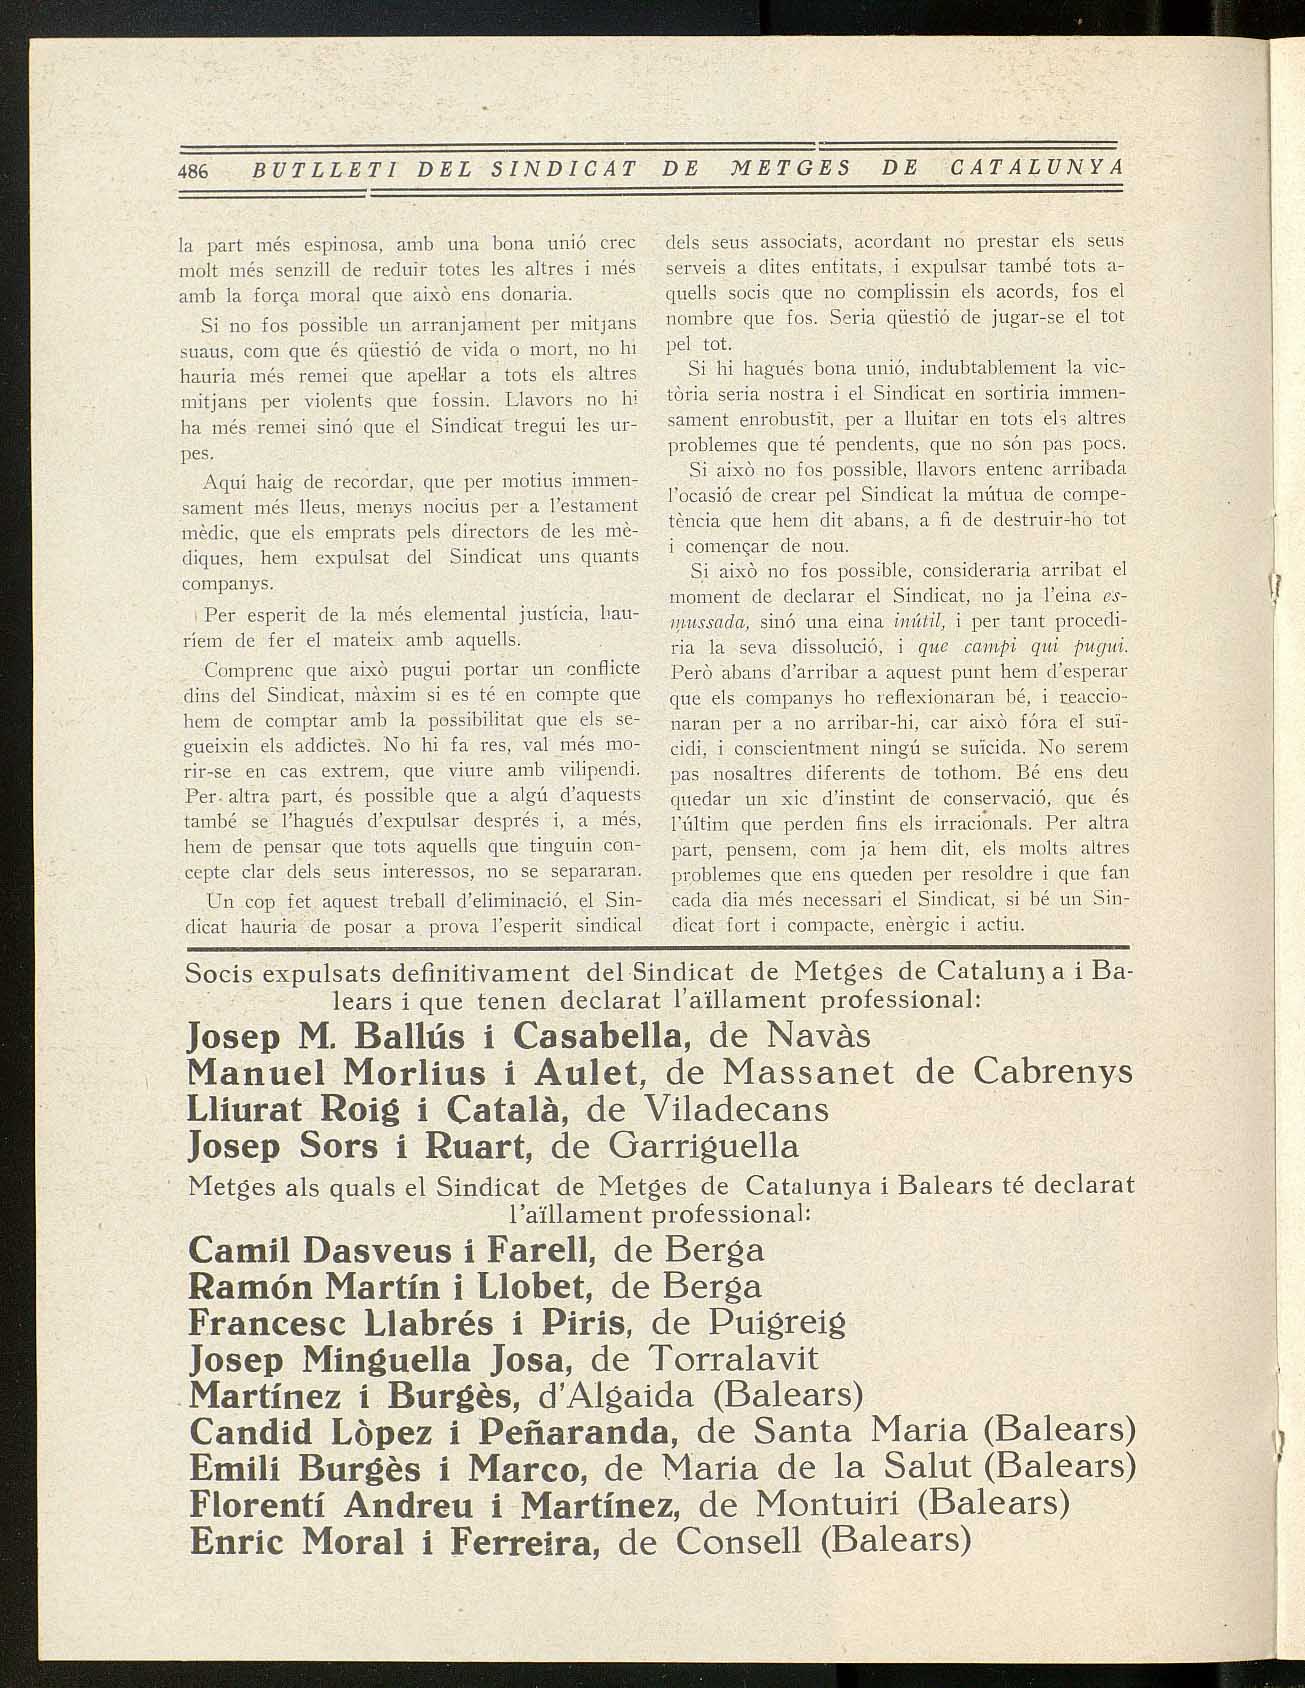 486 BUTLLETI DEL SINDICAT DE METGES DE CATALUNYA
la part més espinosa, amb una bona unió crec
molt més senzill de reduir totes les altres i més
amb la força moral que això ens donaria.
Si no fos possible un arranjament per mitjans
suaus, com que és qüestió de vida o mort, no hi
hauria més remei que apel·lar a tots els altres
mitjans per violents que fossin. Llavors no hi
ha més remei sinó que el Sindicat tregui les ur-
pes.
Aquí haig de recordar, que per motius immen-
sament més lleus, menys nocius per a l'estament
mèdic, que els emprats pels directors de les mè-
diques, hem expulsat del Sindicat uns quants
companys.
Per esperit de la més elemental justícia, hau-
ríem de fer el mateix amb aquells.
Comprenc que això pugui portar un conflicte
dins del Sindicat, màxim si es té en compte que
hem de comptar amb la possibilitat que els se-
gueixin els addictes. No hi fa res, val més mo-
rir-se en cas extrem, que viure amb vilipendi.
Per altra part, és possible que a algú d'aquests
també se l'hagués d'expulsar després i, a més,
hem de pensar que tots aquells que tinguin con-
cepte clar dels seus interessos, no se separaran.
Un cop fet aquest treball d'eliminació, el Sin-
dicat hauria de posar a prova l'esperit sindical
dels seus associats, acordant no prestar els seus
serveis a dites entitats, i expulsar també tots a-
quells socis que no complissin els acords, fos el
nombre que fos. Seria qüestió de jugar-se el tot
pel tot.
Si hi hagués bona unió, indubtablement la vic-
tòria seria nostra i el Sindicat en sortiria immen-
sament enrobustit, per a lluitar en tots els altres
problemes que té pendents, que no són pas pocs.
Si això no fos possible, llavors entenc arribada
l'ocasió de crear pel Sindicat la mútua de compe-
tència que hem dit abans, a fi de destruir-ho tot
i començar de nou.
Si això no fos possible, consideraria arribat el
moment de declarar el Sindicat, no ja l'eina es-
mussada, sinó una eina inútil, i per tant procedi-
ria la seva dissolució, i que campi qui pugui.
Però abans d'arribar a aquest punt hem d'esperar
que els companys ho reflexionaran bé, i reaccio-
naran per a no arribar-hi, car això fóra el suï-
cidi, i conscientment ningú se suïcida. No serem
pas nosaltres diferents de tothom. Bé ens deu
quedar un xic d'instint de conservació, que és
l'últim que perden fins els irracionals. Per altra
part, pensem, com ja hem dit, els molts altres
problemes que ens queden per resoldre i que fan
cada dia més necessari el Sindicat, si bé un Sin-
dicat fort i compacte, enèrgic i actiu.
Socis expulsats definitivament del Sindicat de Metges de Catalunya i Ba-
lears i que tenen declarat l'aïllament professional:
Josep M. Ballús i Casabella, de Navàs
Manuel Morlius i Aulet, de Massanet de Cabrenys
Lliurat Roig i Català, de Viladecans
Josep Sors i Ruart, de Garriguella
Metges als quals el Sindicat de Metges de Catalunya i Balears té declarat
l'aïllament professional:
Camil Dasveus i Farell, de Berga
Ramón Martín i Llobet, de Berga
Francesc Llabrés i Piris, de Puigreig
Josep Minguella Josa, de Torralavit
Martínez i Burgès, d'Algaida (Balears)
Candid Lòpez i Peñaranda, de Santa Maria (Balears)
Emili Burgès i Marco, de Maria de la Salut (Balears)
Florentí Andreu i Martínez, de Montuiri (Balears)
Enric Moral i Ferreira, de Consell (Balears)